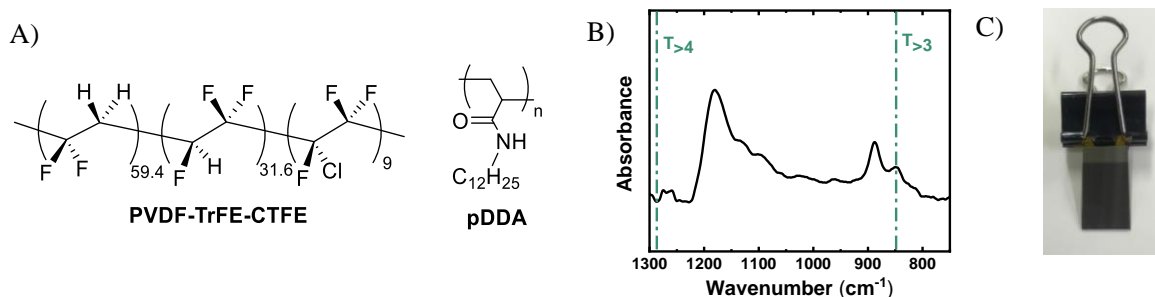 A)
H H
F F F F
F F F H F Cl
59.4 31.6 9
PVDF-TrFE-CTFE
n
O
NH
C12H25
pDDA
B)
T>4
T>3
Absorbance
1300 1200 1100 1000 900 800
Wavenumber (cm-1)
C)